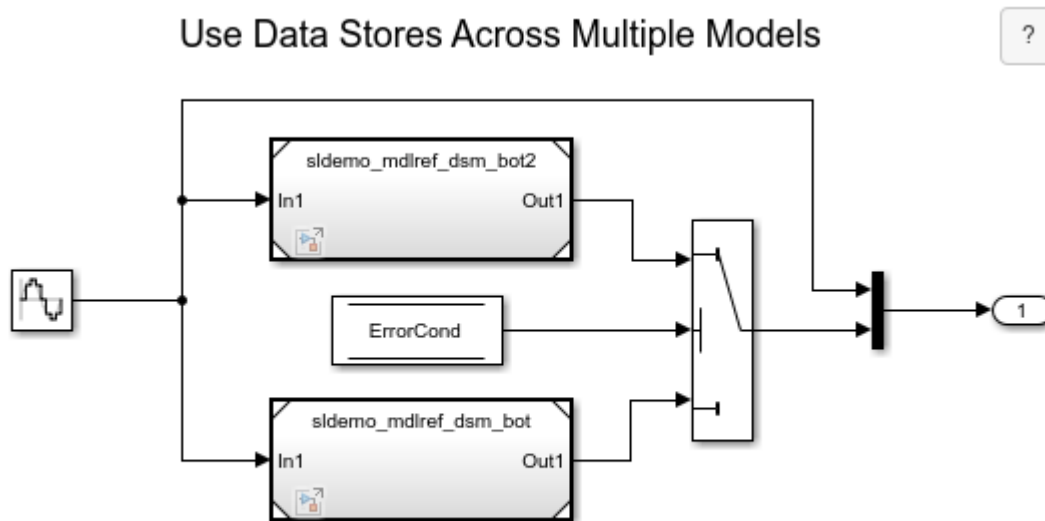 Use Data Stores Across Multiple Models
?
sldemo_mdlref_dsm_bot2
In1
Out1
ErrorCond
1
sldemo_mdlref_dsm_bot
In1
Out1